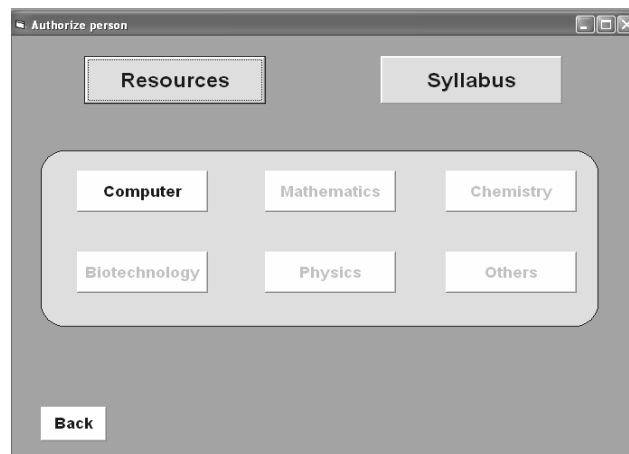 Authorize person
Resources Syllabus
Computer Mathematics Chemistry
Biotechnology Physics Others
Back